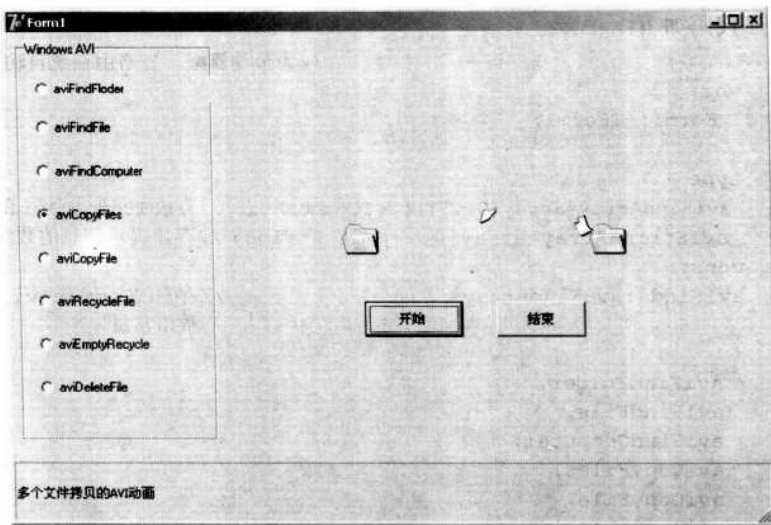 Form1
Windows AVI
aviFindFloder
aviFindFile
aviFindComputer
aviCopyFiles
aviCopyFile
aviRecycleFile
aviEmptyRecycle
aviDeleteFile
开始
结束
多个文件拷贝的AVI动画